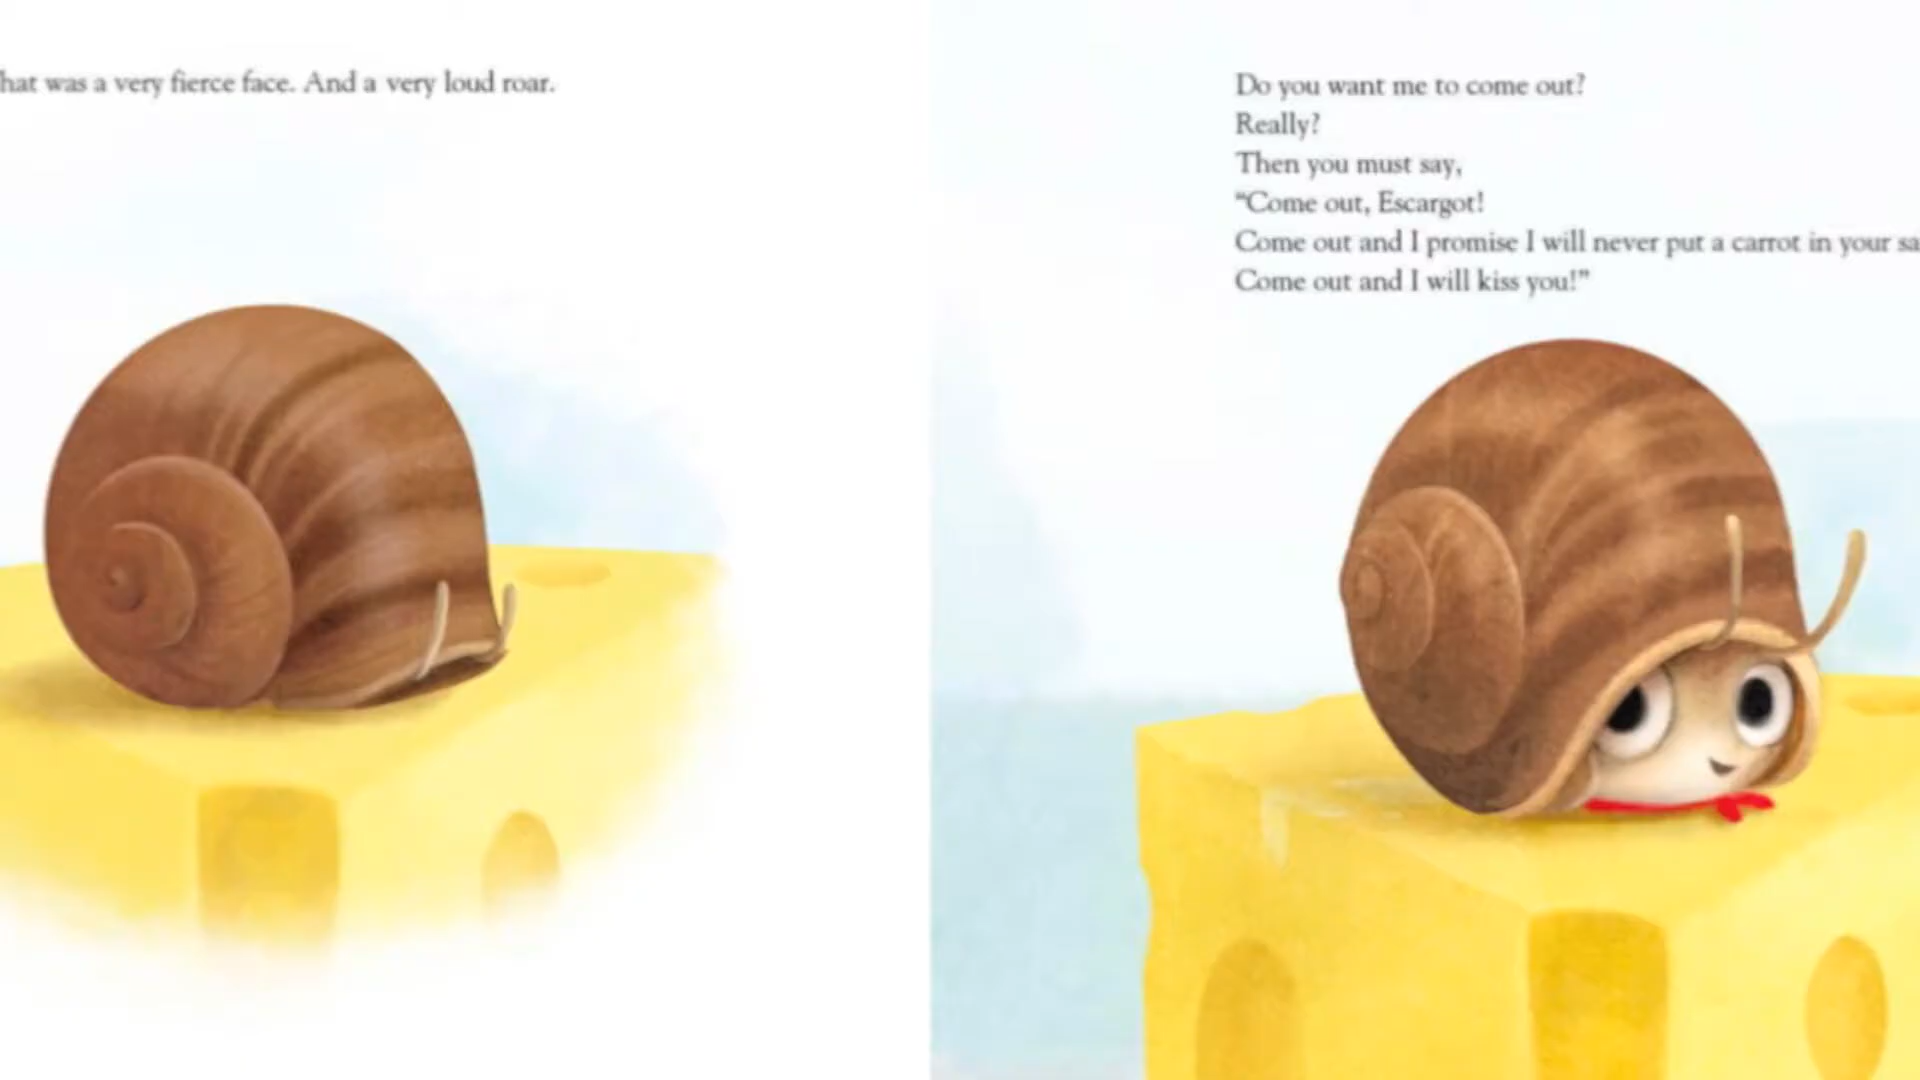 hat was a very fierce face. And a very loud roar.
Do you want me to come out?
Really?
Then you must say,
“Come out, Escargot!
Come out and I promise I will never put a carrot in your sa
Come out and I will kiss you!”